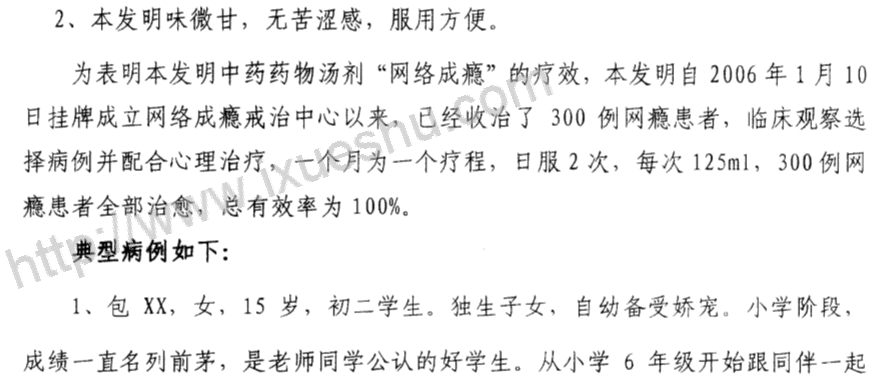 2、本发明味微甘，无苦涩感，服用方便。
为表明本发明中药药物汤剂“网络成瘾”的疗效，本发明自 2006 年 1 月 10
日挂牌成立网络成瘾戒治中心以来，已经收治了 300 例网瘾患者，临床观察选
择病例并配合心理治疗，一个月为一个疗程，日服 2 次，每次 125ml，300 例网
瘾患者全部治愈，总有效率为 100%。
典型病例如下：
1、包 XX，女，15 岁，初二学生。独生子女，自幼备受娇宠。小学阶段，
成绩一直名列前茅，是老师同学公认的好学生。从小学 6 年级开始跟同伴一起
http://www.ixueshu.com